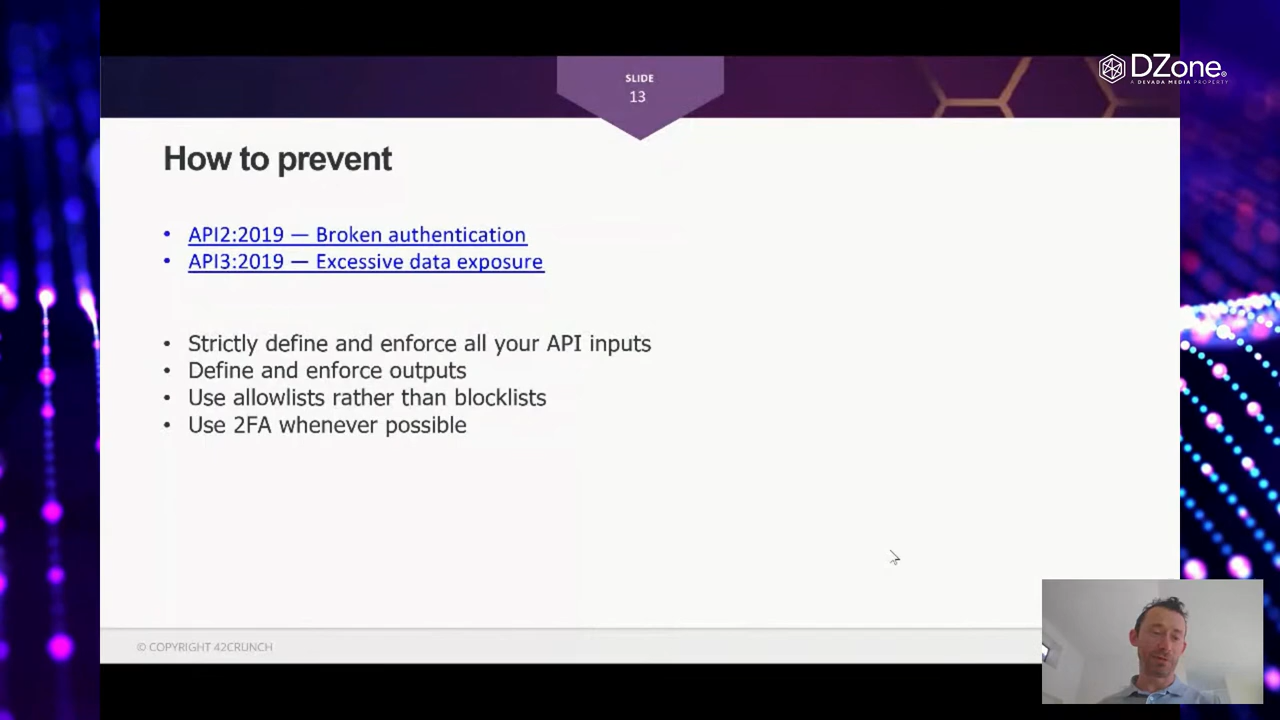 SLIDE
13
DZone.
A DEVADA MEDIA PROPERTY
How to prevent
• API2:2019 — Broken authentication
• API3:2019 — Excessive data exposure
• Strictly define and enforce all your API inputs
• Define and enforce outputs
• Use allowlists rather than blocklists
• Use 2FA whenever possible
© COPYRIGHT 42CRUNCH